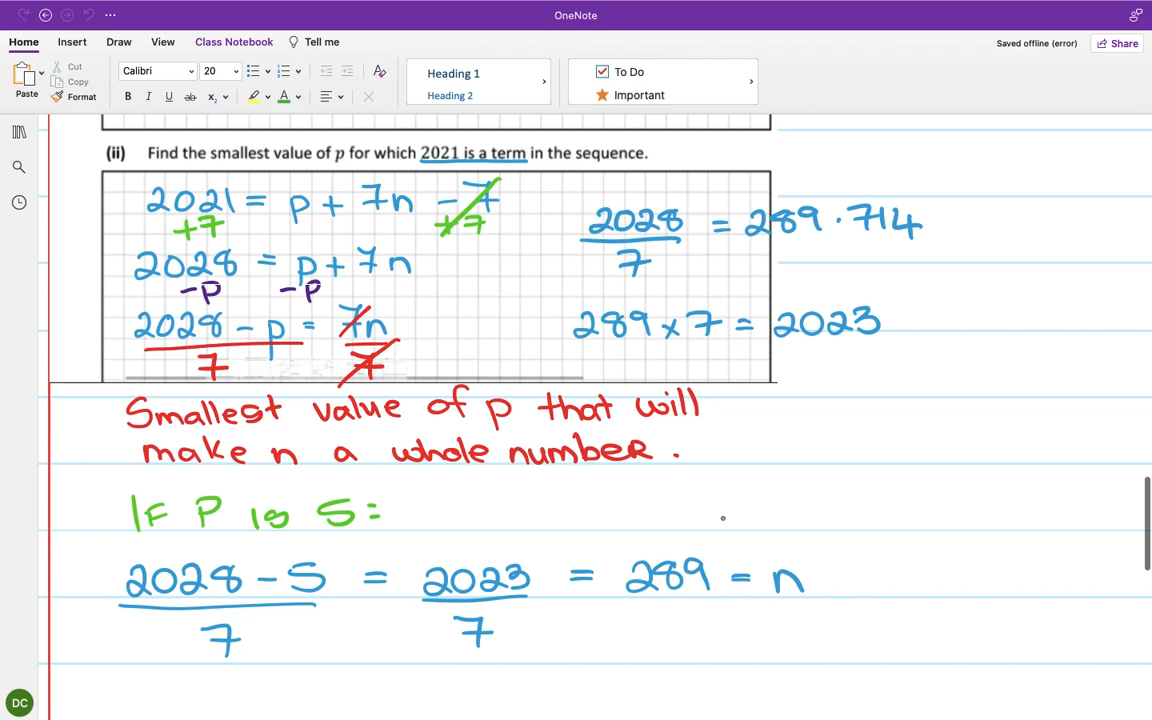 OneNote
Home Insert Draw View Class Notebook Tell me
Saved offline (error) Share
Paste Cut Copy Format
Calibri 20
B I U ab x₂ A
Heading 1
Heading 2
To Do
Important
(ii) Find the smallest value of p for which 2021 is a term in the sequence.
2021 = p + 7n - 7
+7 +7
2028 = p + 7n
-p -p
2028 - p = 7n
7 7
2028 = 289.714
7
289 x 7 = 2023
Smallest value of p that will
make n a whole number.
If P is 5 =
2028 - 5 = 2023 = 289 = n
7 7
DC